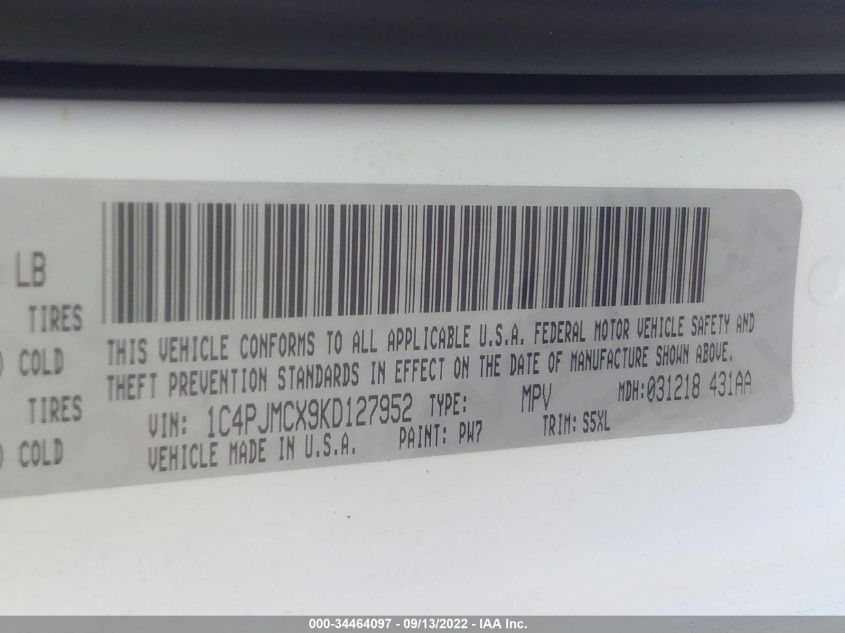 LB
TIRES
COLD
TIRES
COLD
THIS VEHICLE CONFORMS TO ALL APPLICABLE U.S.A. FEDERAL MOTOR VEHICLE SAFETY AND
THEFT PREVENTION STANDARDS IN EFFECT ON THE DATE OF MANUFACTURE SHOWN ABOVE.
VIN: 1C4PJMCX9KD127952 TYPE: MPV MDH:031218 431AA
VEHICLE MADE IN U.S.A. PAINT: PW7 TRIM: S5XL
000-34464097 - 09/13/2022 - IAA Inc.